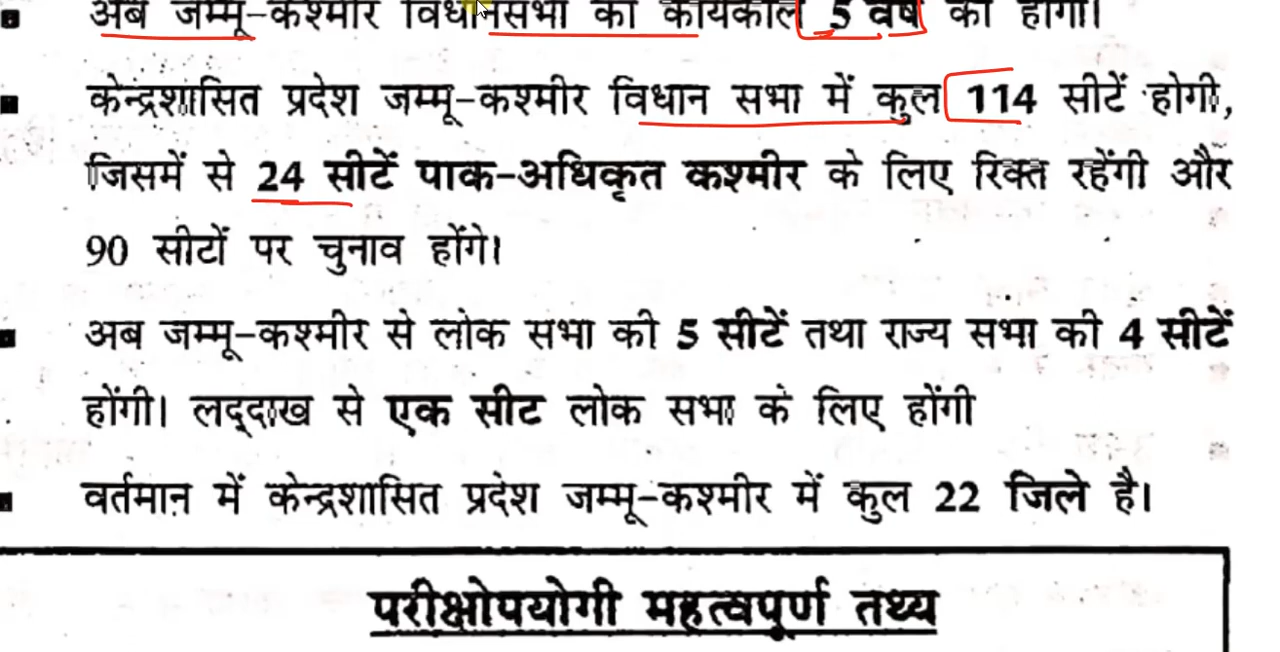 अब जम्मू-कश्मीर विधानसभा का कार्यकाल 5 वर्ष का होगा।
केन्द्रशासित प्रदेश जम्मू-कश्मीर विधान सभा में कुल 114 सीटें होगी,
जिसमें से 24 सीटें पाक-अधिकृत कश्मीर के लिए रिक्त रहेंगी और
90 सीटों पर चुनाव होंगे।
अब जम्मू-कश्मीर से लोक सभा की 5 सीटें तथा राज्य सभा की 4 सीटें
होंगी। लद्दाख से एक सीट लोक सभा के लिए होंगी
वर्तमान में केन्द्रशासित प्रदेश जम्मू-कश्मीर में कुल 22 जिले है।
परीक्षोपयोगी महत्वपूर्ण तथ्य